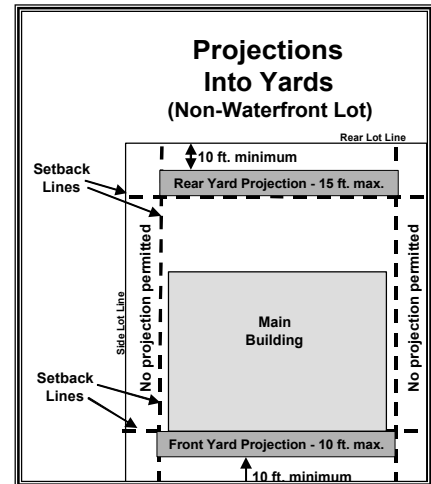 Projections
Into Yards
(Non-Waterfront Lot)
Rear Lot Line
10 ft. minimum
Setback
Lines
Rear Yard Projection - 15 ft. max.
No projection permitted
No projection permitted
Side Lot Line
Main
Building
Setback
Lines
Front Yard Projection - 10 ft. max.
10 ft. minimum